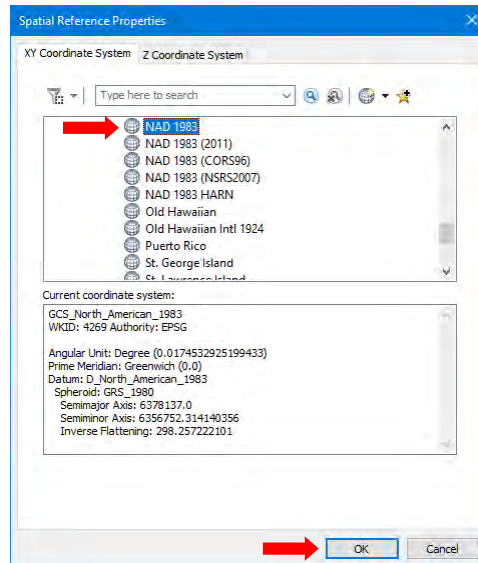 Spatial Reference Properties
XY Coordinate System Z Coordinate System
Type here to search
NAD 1983
NAD 1983 (2011)
NAD 1983 (CORS96)
NAD 1983 (NSRS2007)
NAD 1983 HARN
Old Hawaiian
Old Hawaiian Intl 1924
Puerto Rico
St. George Island
St. Lawrence Island
Current coordinate system:
GCS_North_American_1983
WKID: 4269 Authority: EPSG
Angular Unit: Degree (0.0174532925199433)
Prime Meridian: Greenwich (0.0)
Datum: D_North_American_1983
Spheroid: GRS_1980
Semimajor Axis: 6378137.0
Semiminor Axis: 6356752.314140356
Inverse Flattening: 298.257222101
OK Cancel